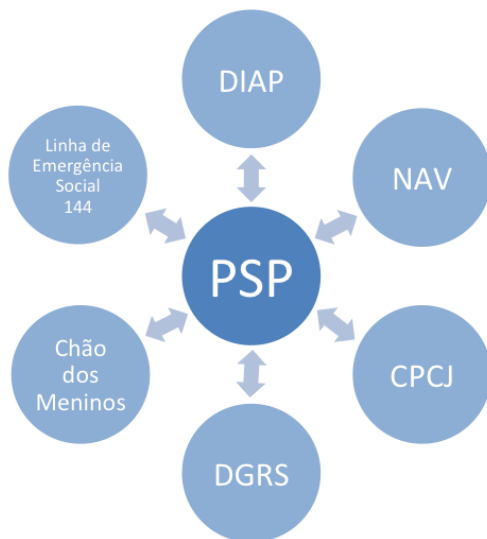 DIAP
Linha de
Emergência
Social
144
NAV
PSP
Chão
dos
Meninos
CPCJ
DGRS